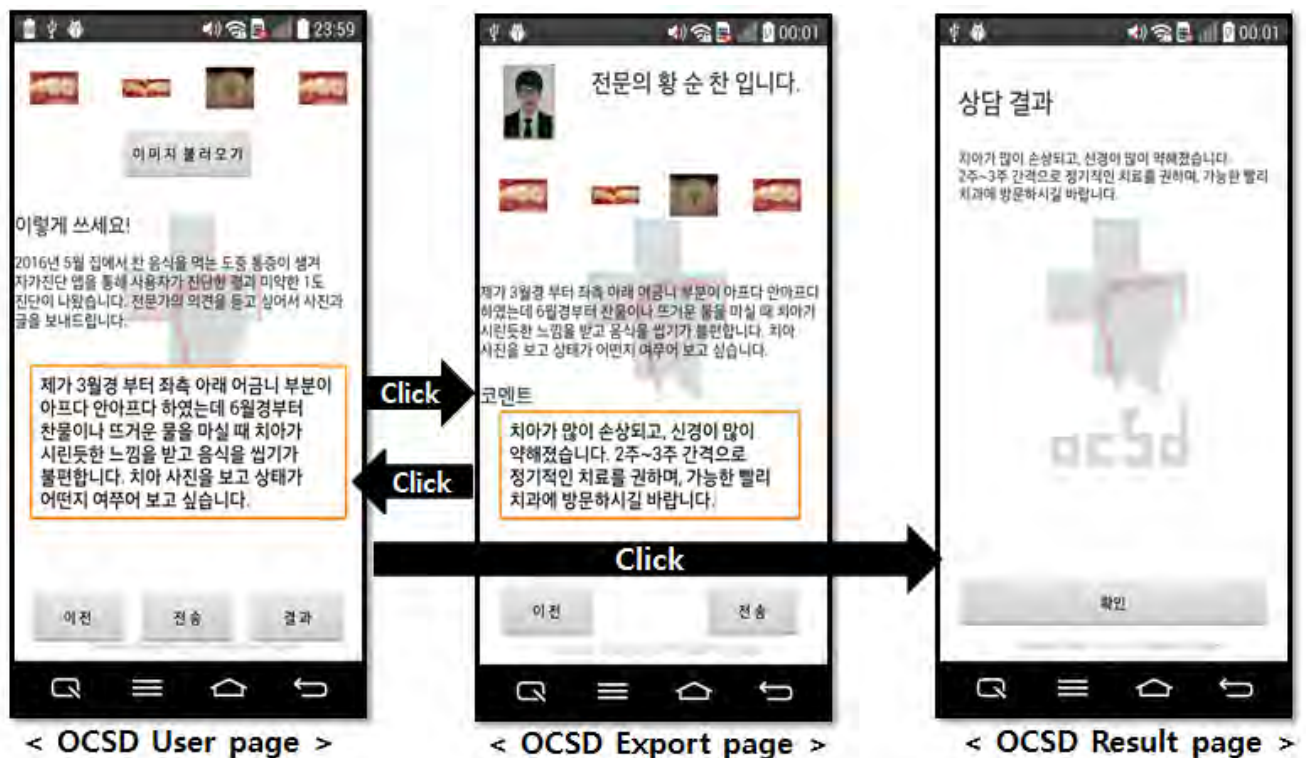 23:59
이미지 불러오기
이렇게 쓰세요!
2016년 5월 집에서 찬 음식을 먹는 도중 통증이 생겨
자가진단 앱을 통해 사용자가 진단한 결과 미약한 1도
진단이 나왔습니다. 전문가의 의견을 듣고 싶어서 사진과
글을 보내드립니다.
제가 3월경 부터 좌측 아래 어금니 부분이
아프다 안아프다 하였는데 6월경부터
찬물이나 뜨거운 물을 마실 때 치아가
시린듯한 느낌을 받고 음식을 씹기가
불편합니다. 치아 사진을 보고 상태가
어떤지 여쭈어 보고 싶습니다.
이전
전송
결과
< OCSD User page >
Click
Click
Click
00:01
전문의 황 순 찬 입니다.
제가 3월경 부터 좌측 아래 어금니 부분이 아프다 안아프다
하였는데 6월경부터 찬물이나 뜨거운 물을 마실 때 치아가
시린듯한 느낌을 받고 음식을 씹기가 불편합니다. 치아
사진을 보고 상태가 어떤지 여쭈어 보고 싶습니다.
코멘트
치아가 많이 손상되고, 신경이 많이
약해졌습니다. 2주~3주 간격으로
정기적인 치료를 권하며, 가능한 빨리
치과에 방문하시길 바랍니다.
이전
전송
< OCSD Export page >
00:01
상담 결과
치아가 많이 손상되고, 신경이 많이 약해졌습니다.
2주~3주 간격으로 정기적인 치료를 권하며, 가능한 빨리
치과에 방문하시길 바랍니다.
ocsd
확인
< OCSD Result page >